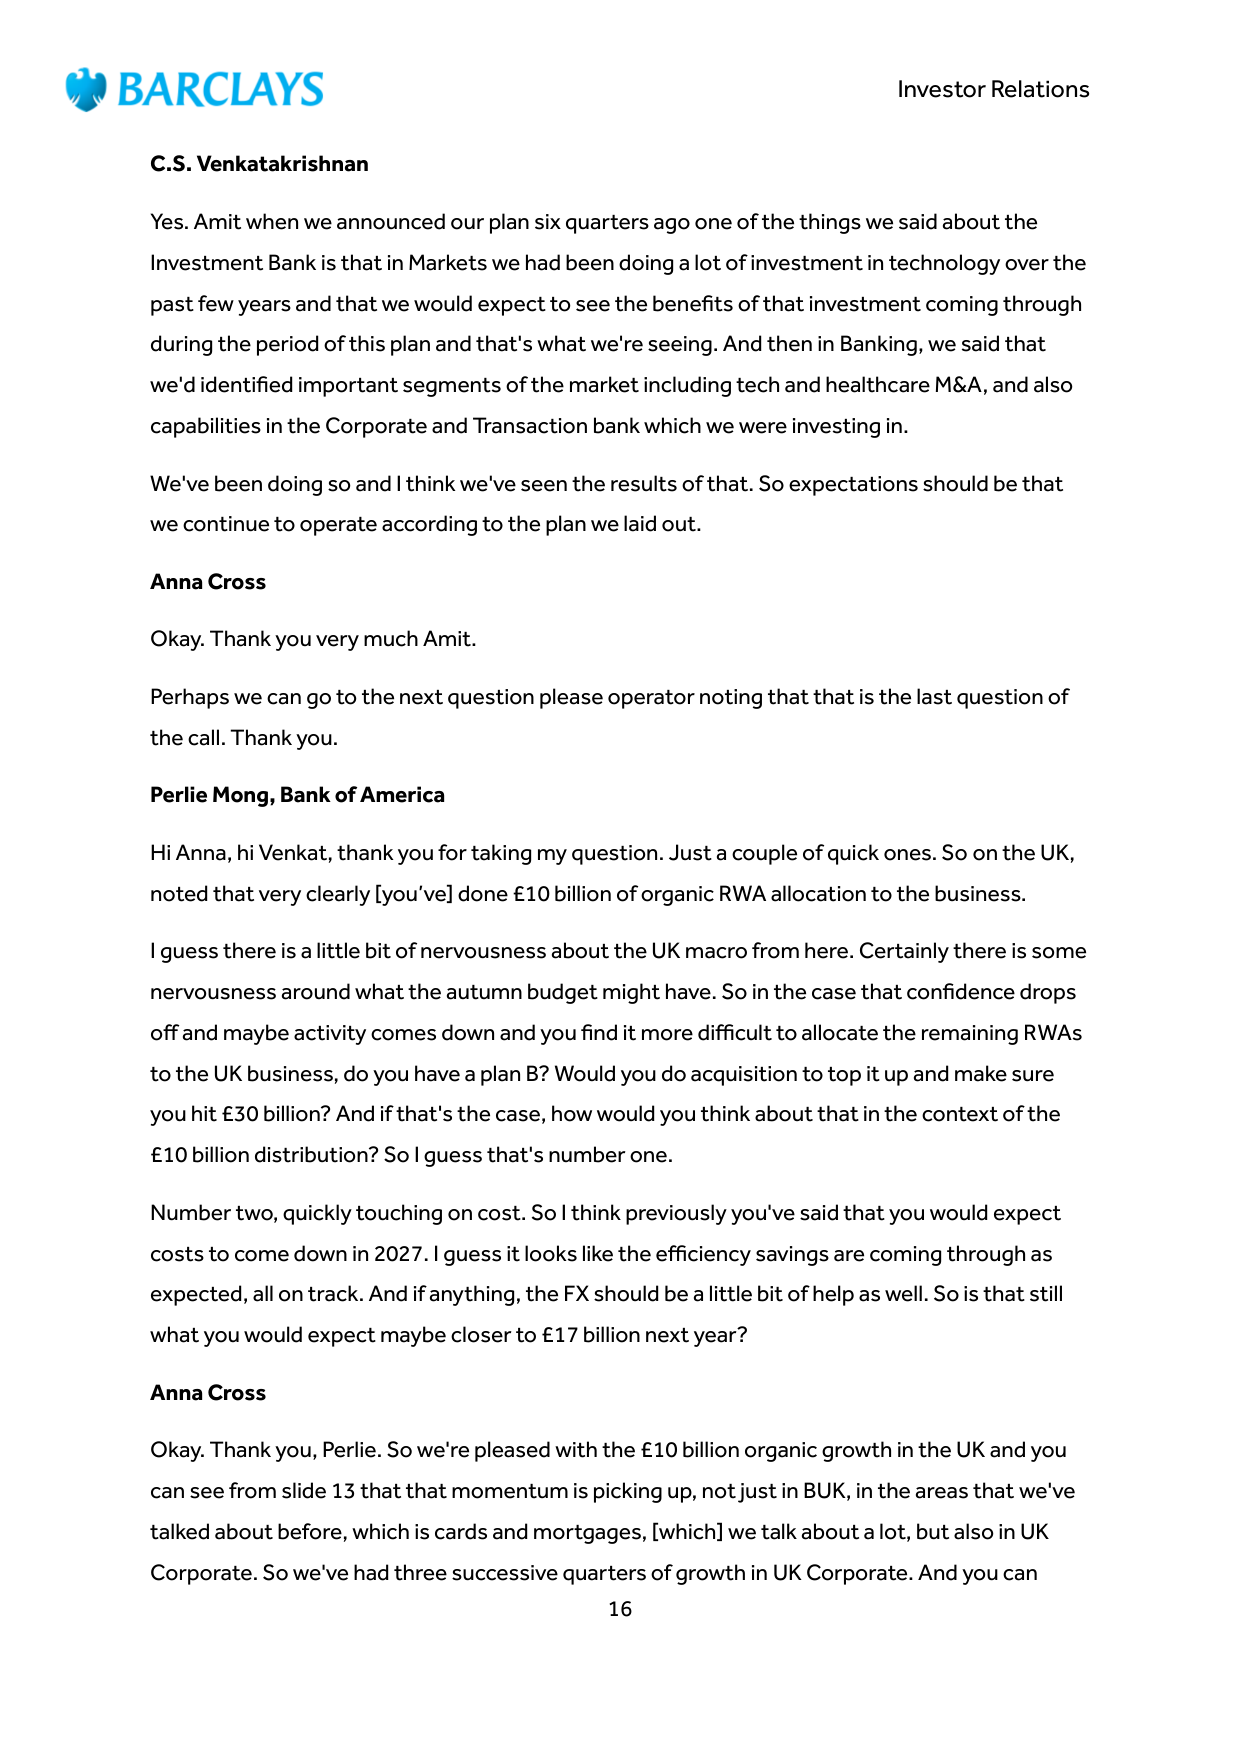 BARCLAYS
Investor Relations
C.S. Venkatakrishnan
Yes. Amit when we announced our plan six quarters ago one of the things we said about the
Investment Bank is that in Markets we had been doing a lot of investment in technology over the
past few years and that we would expect to see the benefits of that investment coming through
during the period of this plan and that's what we're seeing. And then in Banking, we said that
we'd identified important segments of the market including tech and healthcare M&A, and also
capabilities in the Corporate and Transaction bank which we were investing in.
We've been doing so and I think we've seen the results of that. So expectations should be that
we continue to operate according to the plan we laid out.
Anna Cross
Okay. Thank you very much Amit.
Perhaps we can go to the next question please operator noting that that is the last question of
the call. Thank you.
Perlie Mong, Bank of America
Hi Anna, hi Venkat, thank you for taking my question. Just a couple of quick ones. So on the UK,
noted that very clearly [you’ve] done £10 billion of organic RWA allocation to the business.
I guess there is a little bit of nervousness about the UK macro from here. Certainly there is some
nervousness around what the autumn budget might have. So in the case that confidence drops
off and maybe activity comes down and you find it more difficult to allocate the remaining RWAs
to the UK business, do you have a plan B? Would you do acquisition to top it up and make sure
you hit £30 billion? And if that's the case, how would you think about that in the context of the
£10 billion distribution? So I guess that's number one.
Number two, quickly touching on cost. So I think previously you've said that you would expect
costs to come down in 2027. I guess it looks like the efficiency savings are coming through as
expected, all on track. And if anything, the FX should be a little bit of help as well. So is that still
what you would expect maybe closer to £17 billion next year?
Anna Cross
Okay. Thank you, Perlie. So we're pleased with the £10 billion organic growth in the UK and you
can see from slide 13 that that momentum is picking up, not just in BUK, in the areas that we've
talked about before, which is cards and mortgages, [which] we talk about a lot, but also in UK
Corporate. So we've had three successive quarters of growth in UK Corporate. And you can
16